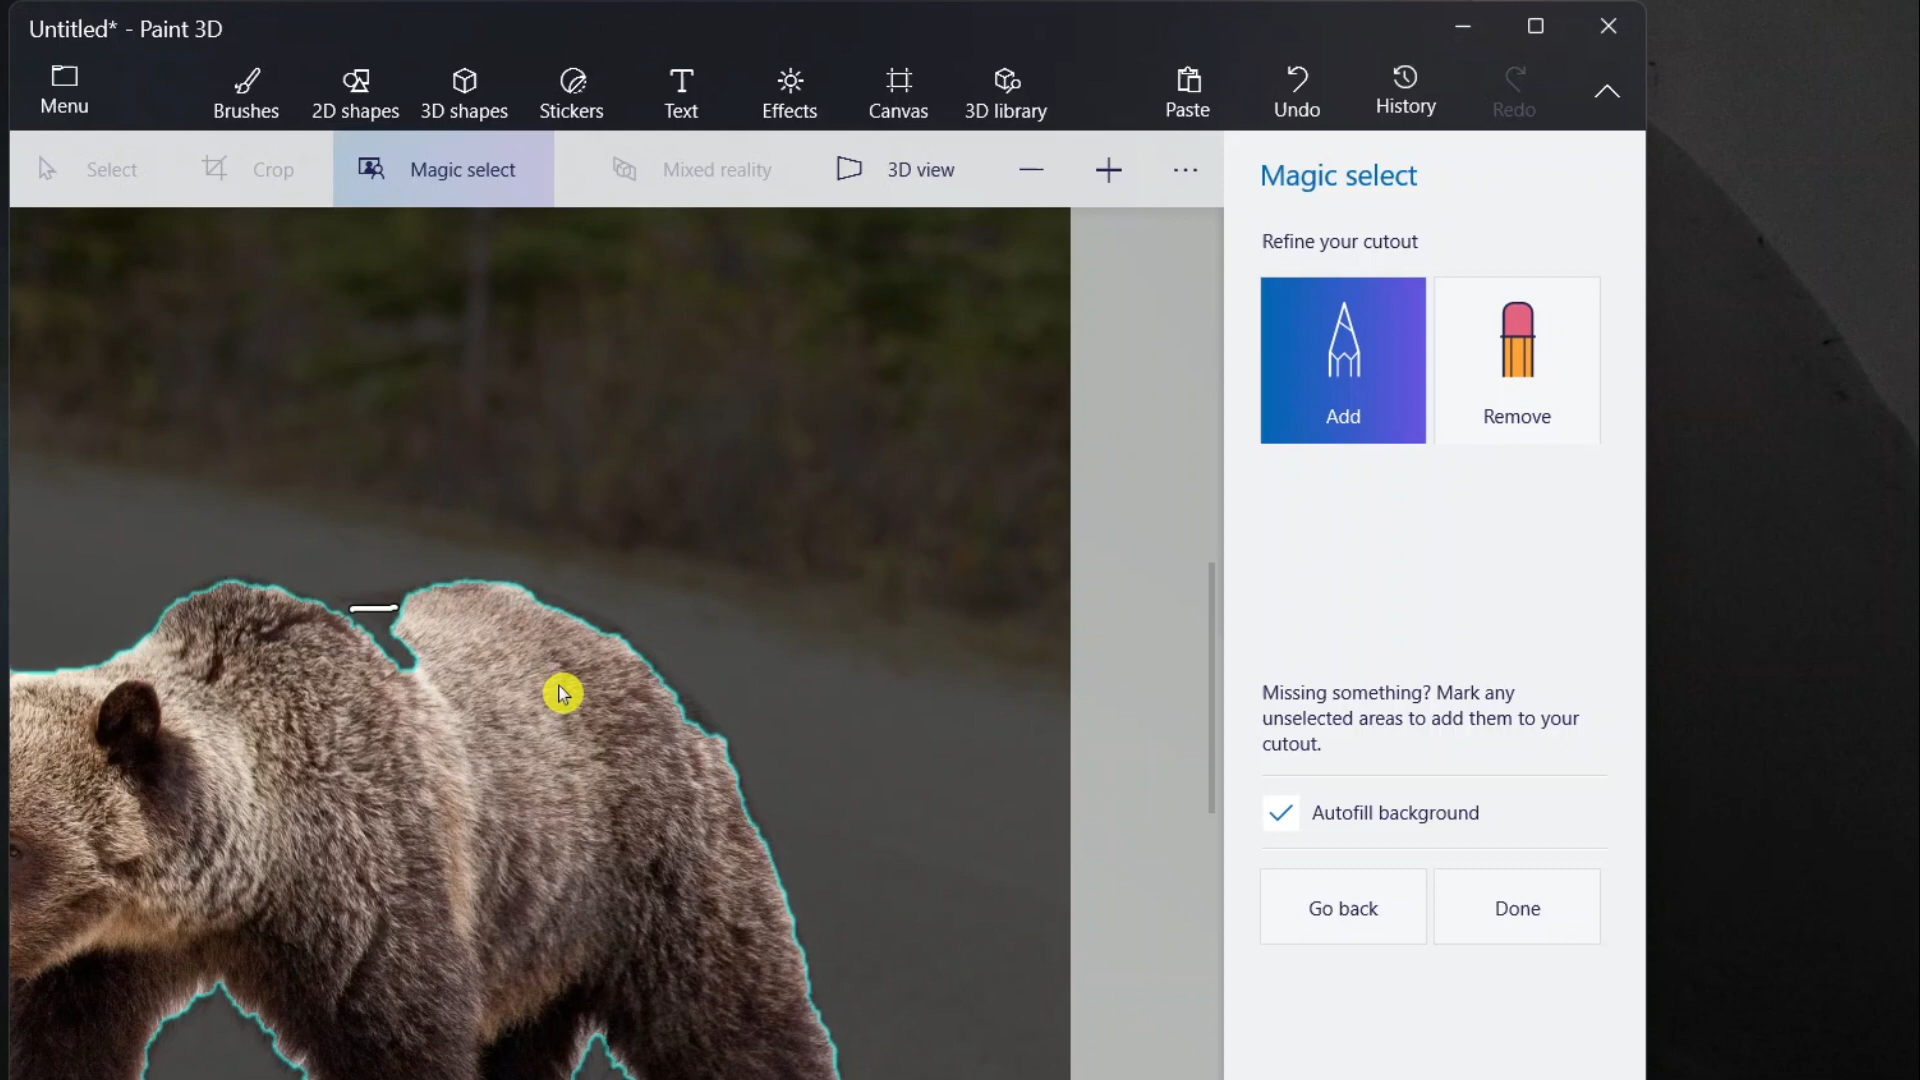 Untitled* - Paint 3D
Menu
Brushes
2D shapes
3D shapes
Stickers
Text
Effects
Canvas
3D library
Paste
Undo
History
Redo
Select
Crop
Magic select
Mixed reality
3D view
Magic select
Refine your cutout
Add
Remove
Missing something? Mark any
unselected areas to add them to your
cutout.
Autofill background
Go back
Done